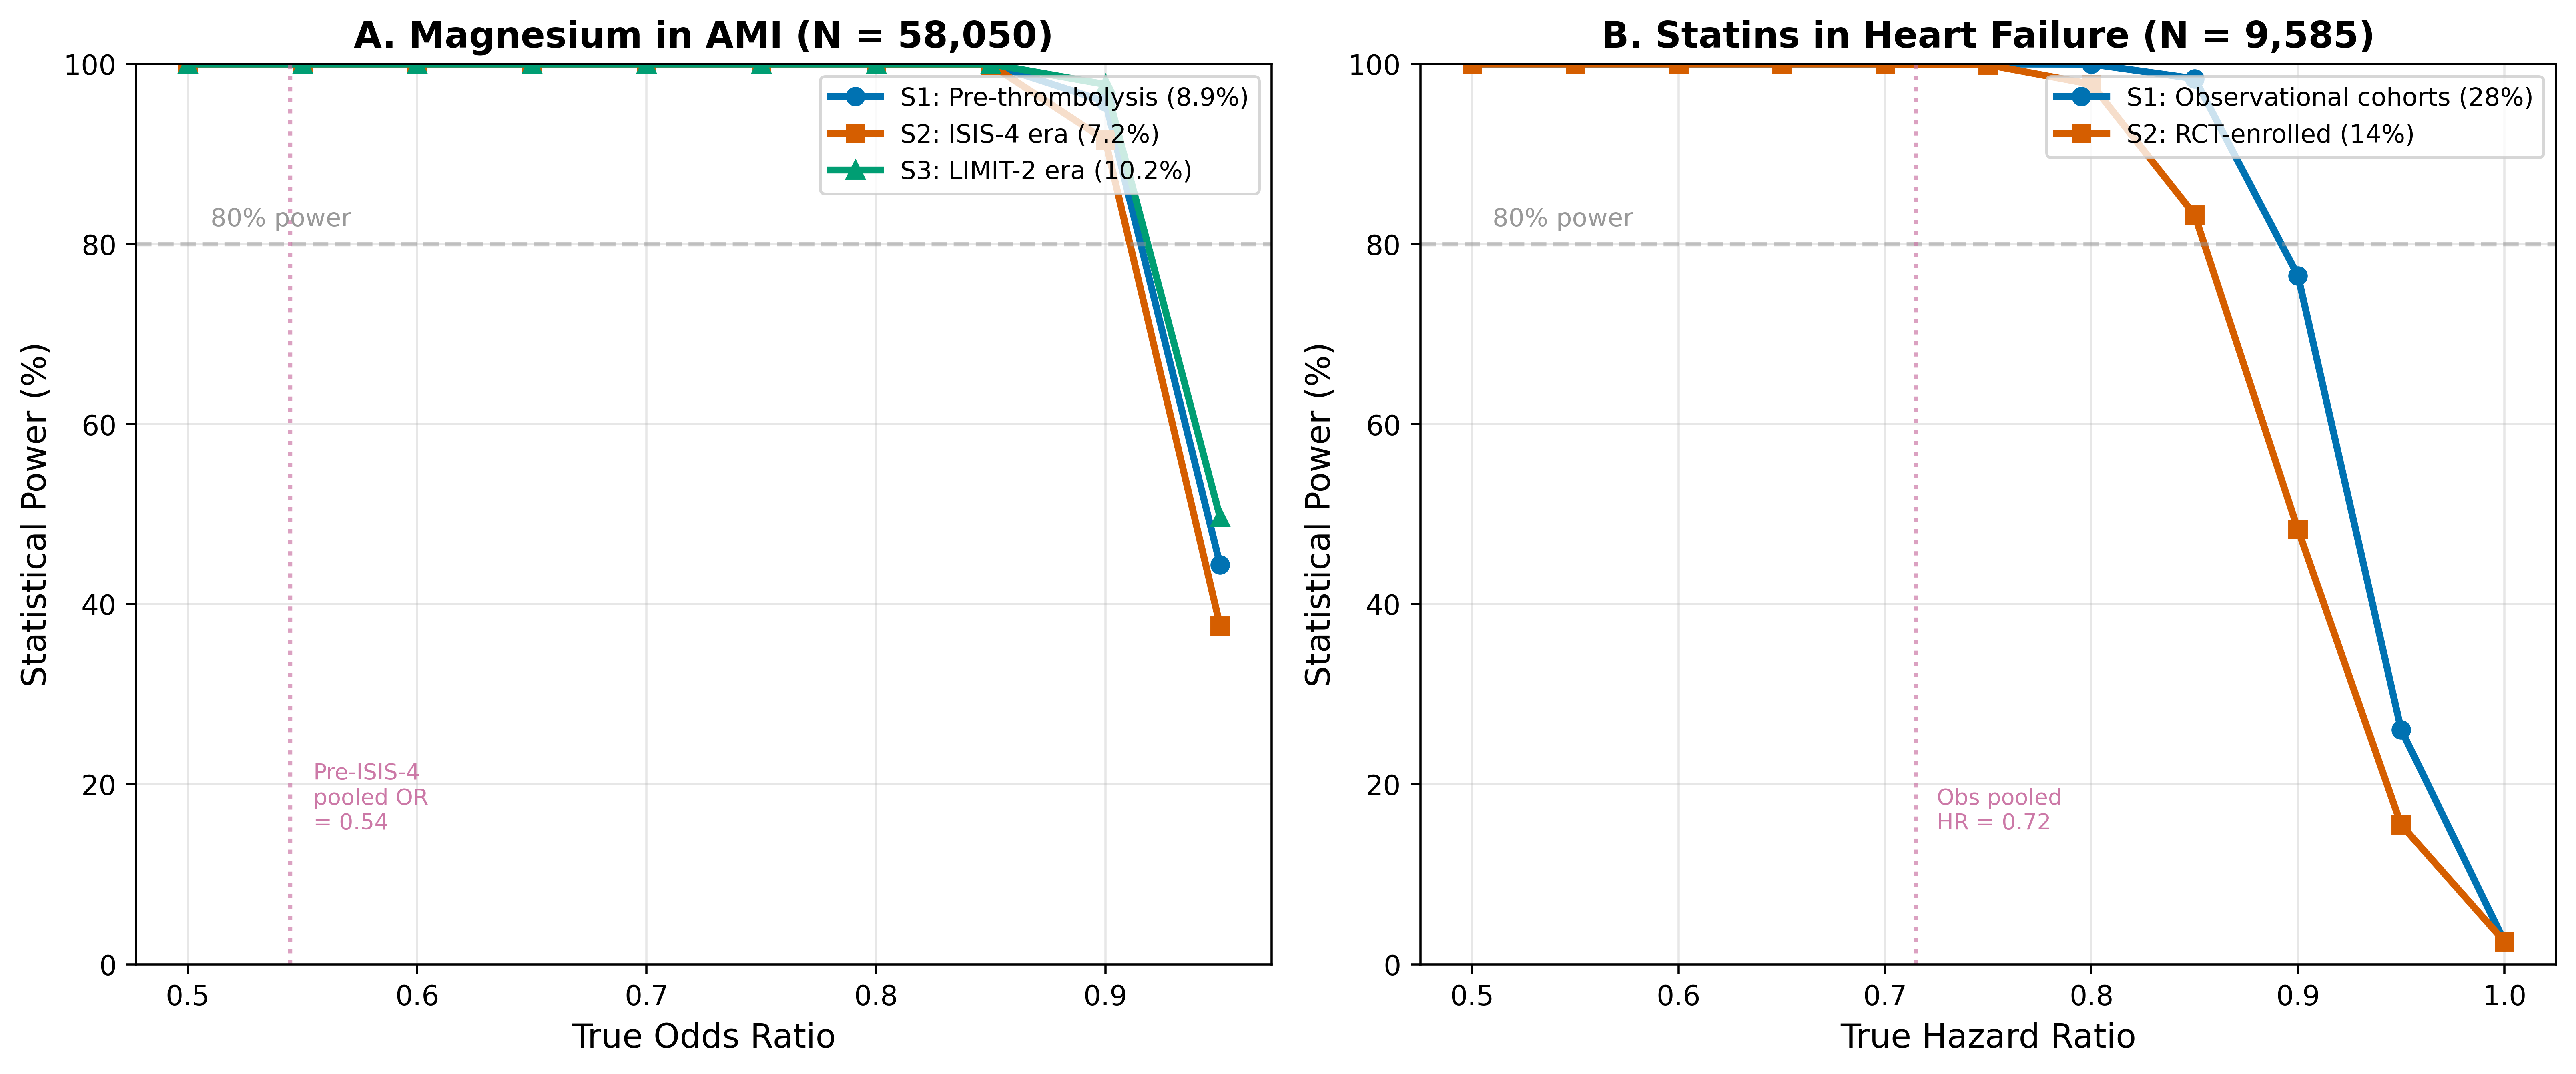 A. Magnesium in AMI (N = 58,050)
100
80
60
40
20
0
Statistical Power (%)
S1: Pre-thrombolysis (8.9%)
S2: ISIS-4 era (7.2%)
S3: LIMIT-2 era (10.2%)
80% power
Pre-ISIS-4
pooled OR
= 0.54
0.5
0.6
0.7
0.8
0.9
True Odds Ratio
B. Statins in Heart Failure (N = 9,585)
100
80
60
40
20
0
Statistical Power (%)
S1: Observational cohorts (28%)
S2: RCT-enrolled (14%)
80% power
Obs pooled
HR = 0.72
0.5
0.6
0.7
0.8
0.9
1.0
True Hazard Ratio